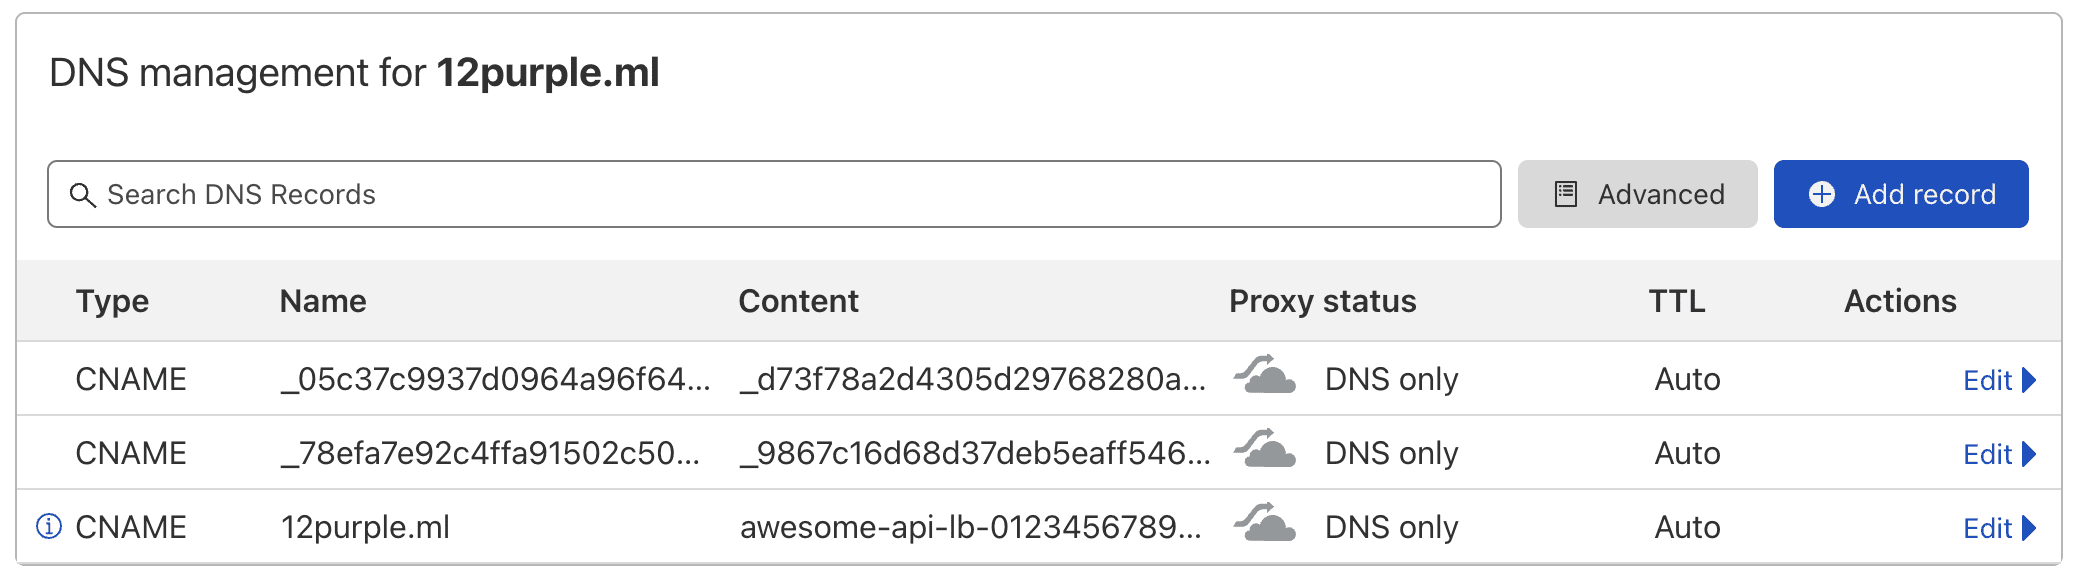 DNS management for 12purple.ml
Search DNS Records
Advanced
Add record
Type Name Content Proxy status TTL Actions
CNAME _05c37c9937d0964a96f64... _d73f78a2d4305d29768280a... DNS only Auto Edit
CNAME _78efa7e92c4ffa91502c50... _9867c16d68d37deb5eaff546... DNS only Auto Edit
CNAME 12purple.ml awesome-api-lb-0123456789... DNS only Auto Edit